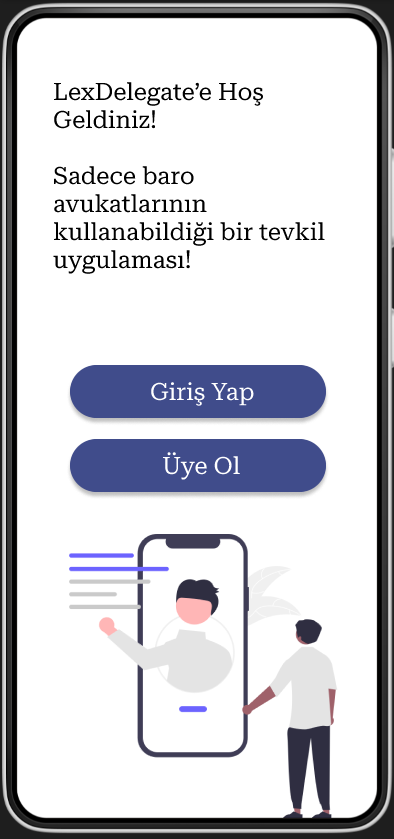 LexDelegate’e Hoş
Geldiniz!
Sadece baro
avukatlarının
kullanabildiği bir tevkil
uygulaması!
Giriş Yap
Üye Ol